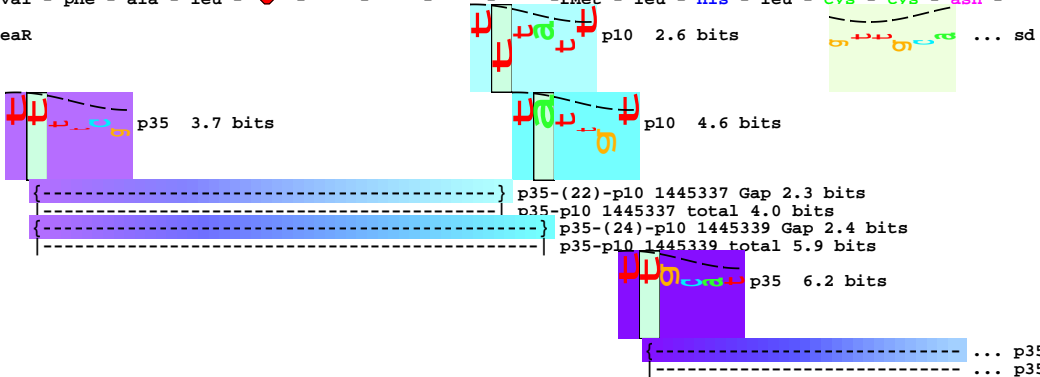 val - phe - ala - leu - - - - - - fMet - leu - his - leu - cys - cys - asn -
eaR
t t t a t t p10 2.6 bits
g t t g c a ... sd
t t t t c g p35 3.7 bits
t a t t g t p10 4.6 bits
{--------------------------------------------} p35-(22)-p10 1445337 Gap 2.3 bits
|--------------------------------------------| p35-p10 1445337 total 4.0 bits
{------------------------------------------------} p35-(24)-p10 1445339 Gap 2.4 bits
|------------------------------------------------| p35-p10 1445339 total 5.9 bits
t t g c a t p35 6.2 bits
{----------------------------- ... p35
|----------------------------- ... p35